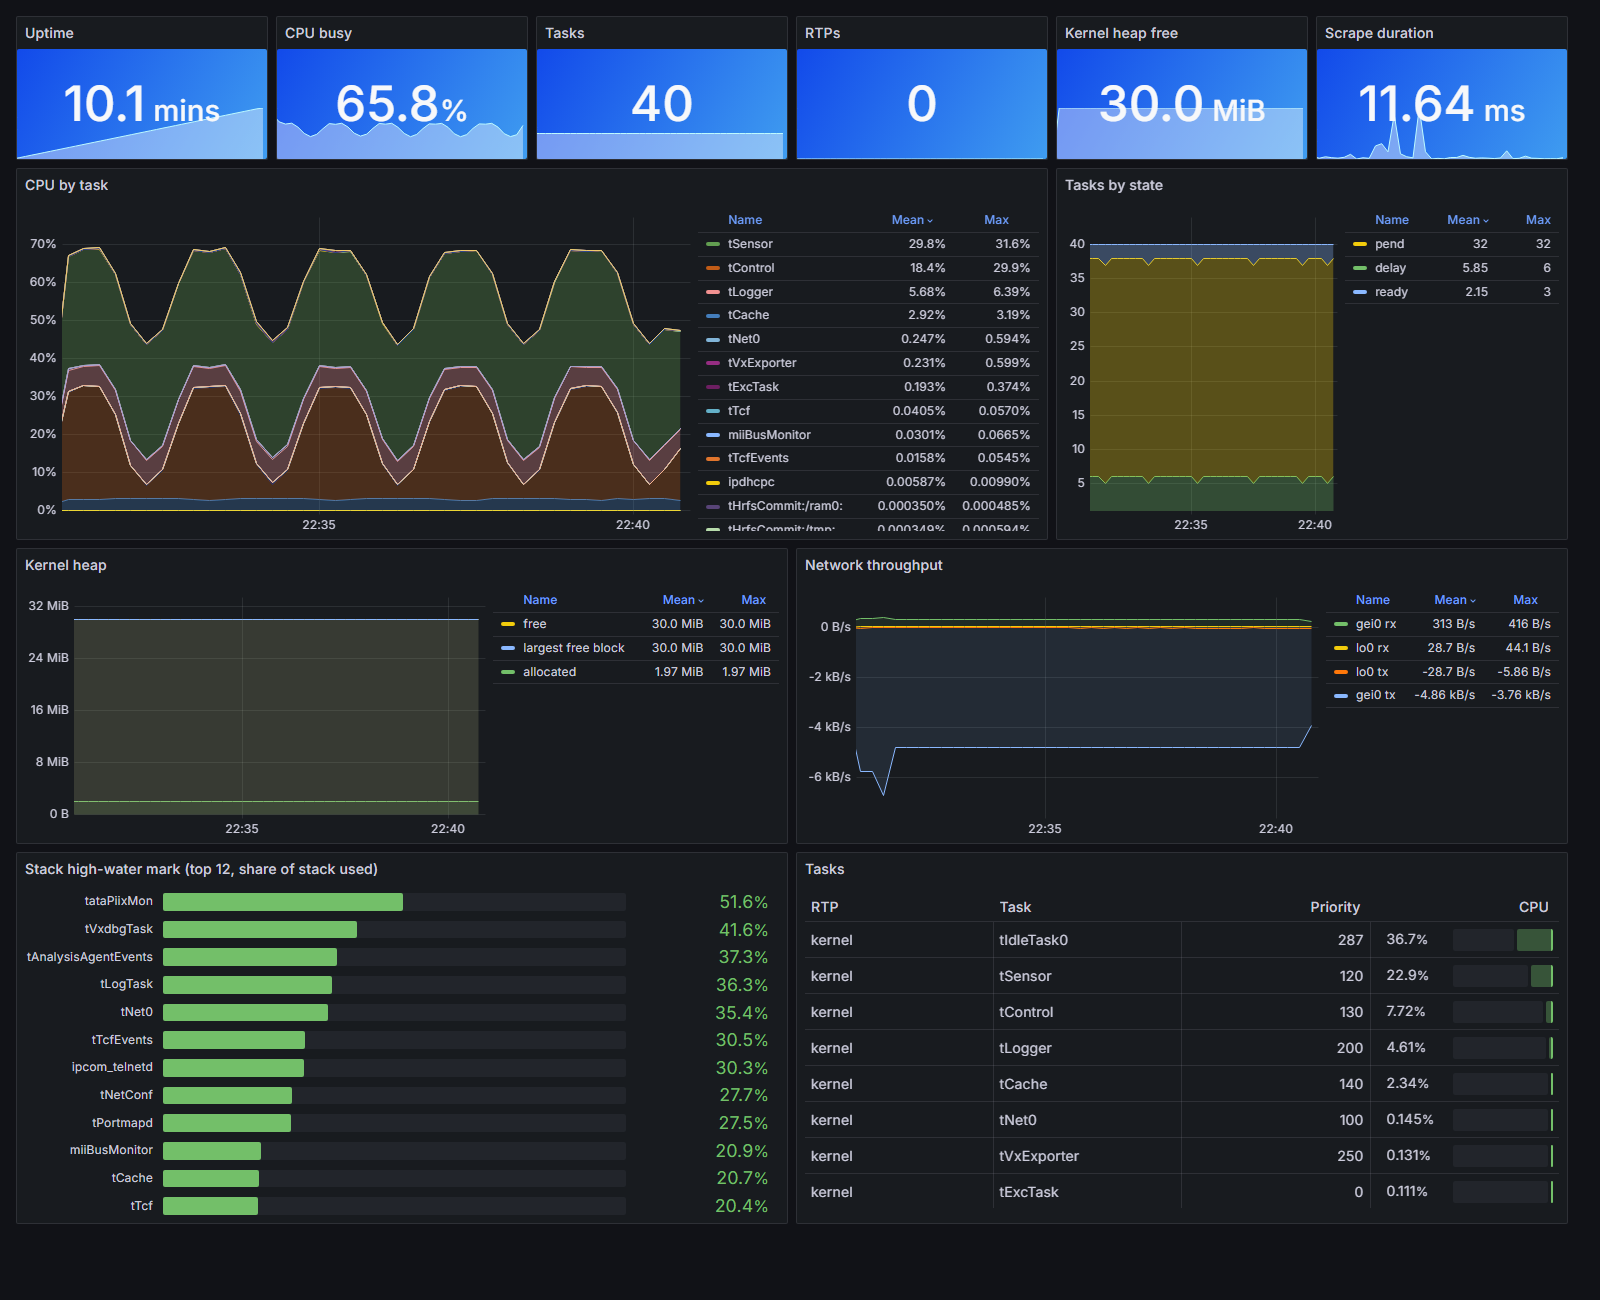 Uptime
10.1 mins
CPU busy
65.8%
Tasks
40
RTPs
0
Kernel heap free
30.0 MiB
Scrape duration
11.64 ms
CPU by task
70%
60%
50%
40%
30%
20%
10%
0%
22:35 22:40
Name Mean Max
tSensor 29.8% 31.6%
tControl 18.4% 29.9%
tLogger 5.68% 6.39%
tCache 2.92% 3.19%
tNet0 0.247% 0.594%
tVxExporter 0.231% 0.599%
tExcTask 0.193% 0.374%
tTcf 0.0405% 0.0570%
miiBusMonitor 0.0301% 0.0665%
tTcfEvents 0.0158% 0.0545%
ipdhcpc 0.00587% 0.00990%
tHrfsCommit:/ram0: 0.000350% 0.000485%
tHrfsCommit:/tmp: 0.000349% 0.000594%
Tasks by state
40
35
30
25
20
15
10
5
22:35 22:40
Name Mean Max
pend 32 32
delay 5.85 6
ready 2.15 3
Kernel heap
32 MiB
24 MiB
16 MiB
8 MiB
0 B
22:35 22:40
Name Mean Max
free 30.0 MiB 30.0 MiB
largest free block 30.0 MiB 30.0 MiB
allocated 1.97 MiB 1.97 MiB
Network throughput
0 B/s
-2 kB/s
-4 kB/s
-6 kB/s
22:35 22:40
Name Mean Max
gei0 rx 313 B/s 416 B/s
lo0 rx 28.7 B/s 44.1 B/s
lo0 tx -28.7 B/s -5.86 B/s
gei0 tx -4.86 kB/s -3.76 kB/s
Stack high-water mark (top 12, share of stack used)
tataPiixMon 51.6%
tVxdbgTask 41.6%
tAnalysisAgentEvents 37.3%
tLogTask 36.3%
tNet0 35.4%
tTcfEvents 30.5%
ipcom_telnetd 30.3%
tNetConf 27.7%
tPortmapd 27.5%
miiBusMonitor 20.9%
tCache 20.7%
tTcf 20.4%
Tasks
RTP Task Priority CPU
kernel tIdleTask0 287 36.7%
kernel tSensor 120 22.9%
kernel tControl 130 7.72%
kernel tLogger 200 4.61%
kernel tCache 140 2.34%
kernel tNet0 100 0.145%
kernel tVxExporter 250 0.131%
kernel tExcTask 0 0.111%